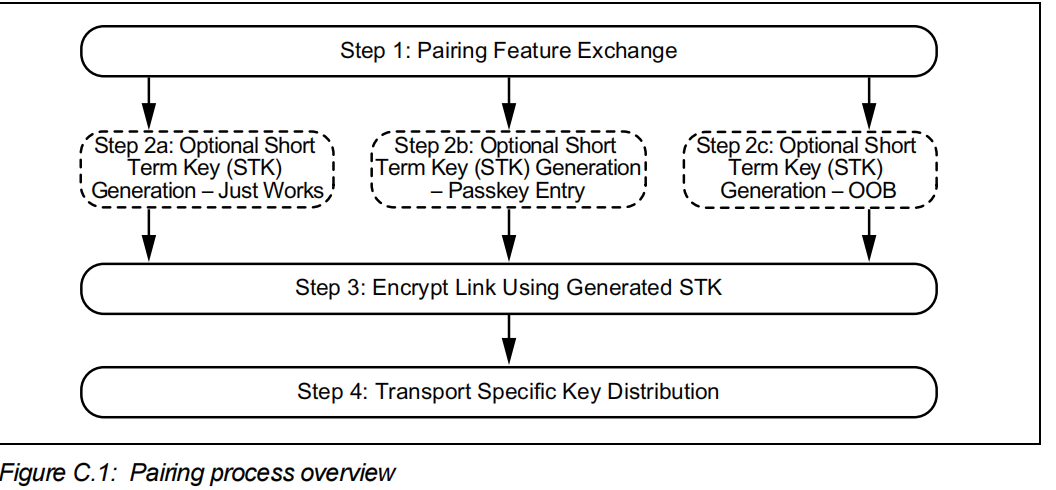 Step 1: Pairing Feature Exchange
Step 2a: Optional Short
Term Key (STK)
Generation – Just Works
Step 2b: Optional Short
Term Key (STK) Generation
– Passkey Entry
Step 2c: Optional Short
Term Key (STK)
Generation – OOB
Step 3: Encrypt Link Using Generated STK
Step 4: Transport Specific Key Distribution
Figure C.1: Pairing process overview